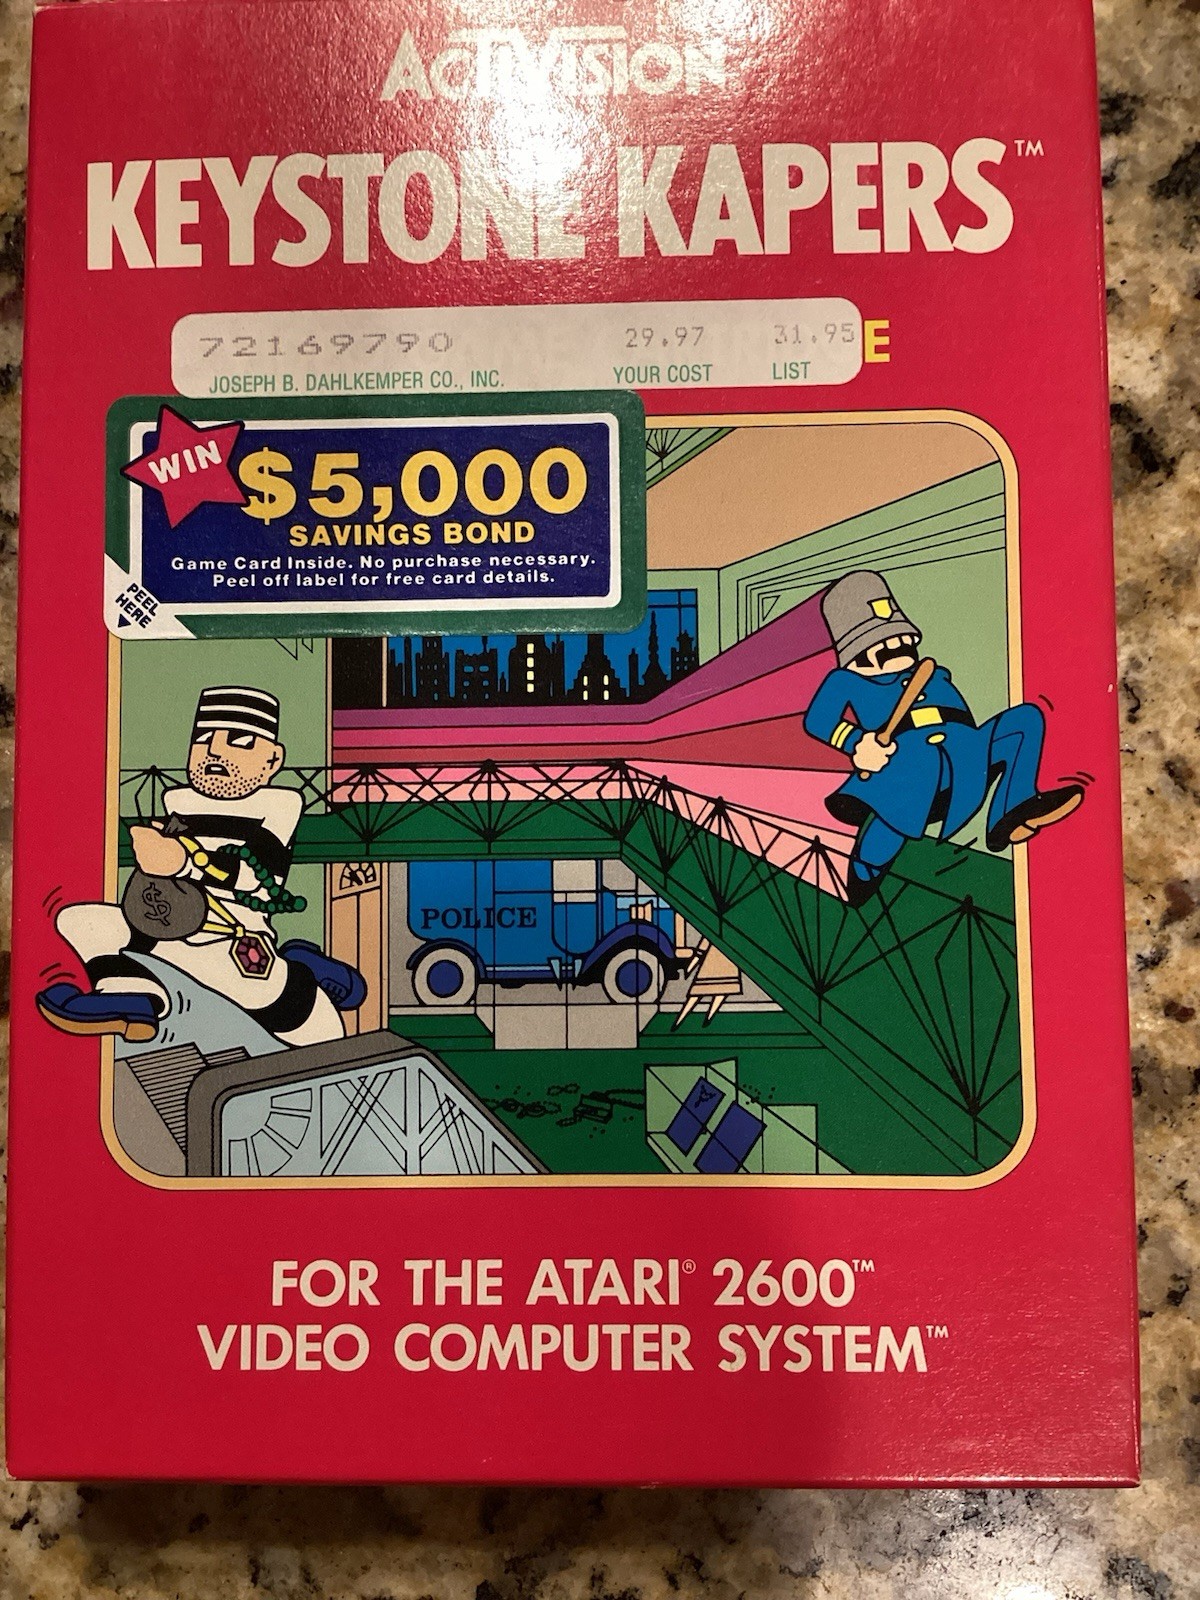 ACTIVISION
KEYSTONE KAPERS™
72169790 29.97 31.95
JOSEPH B. DAHLKEMPER CO., INC. YOUR COST LIST
E
WIN
$5,000
SAVINGS BOND
Game Card Inside. No purchase necessary.
Peel off label for free card details.
PEEL
HERE
$
POLICE
FOR THE ATARI® 2600™
VIDEO COMPUTER SYSTEM™